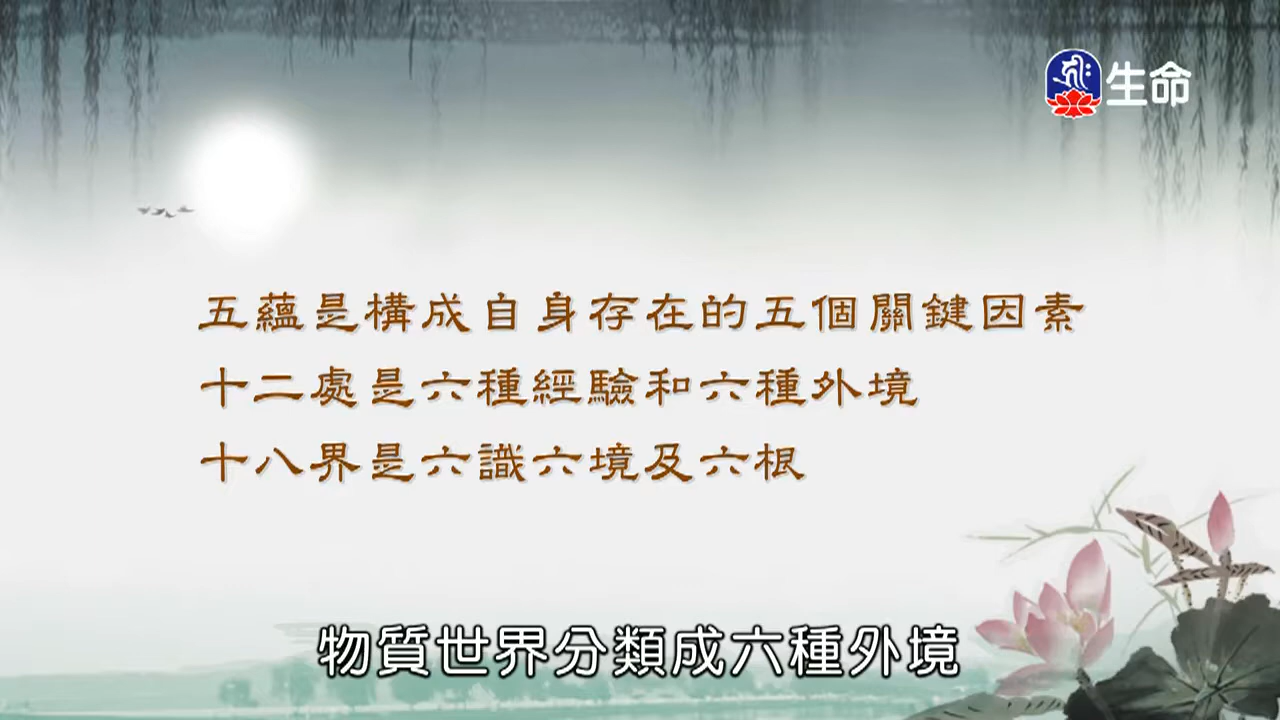 生命
五蘊是構成自身存在的五個關鍵因素
十二處是六種經驗和六種外境
十八界是六識六境及六根
物質世界分類成六種外境